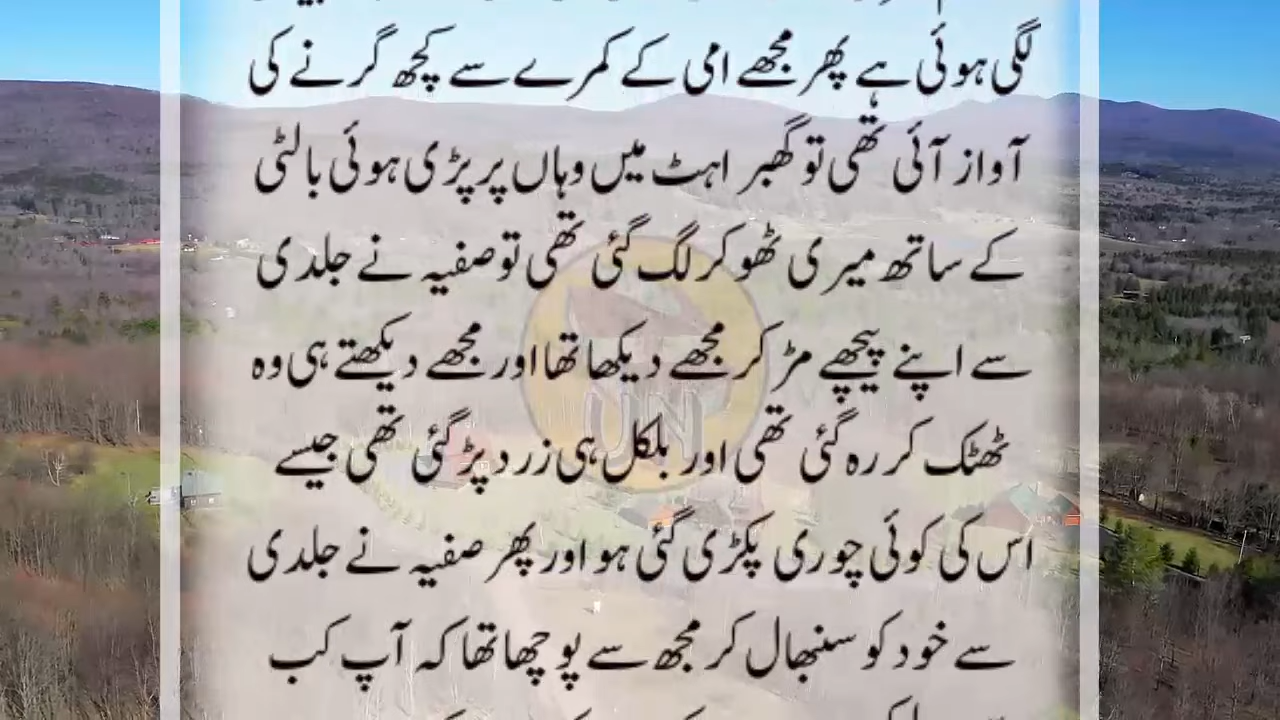 لگی ہوئی ہے پھر مجھے امی کے کمرے سے کچھ گرنے کی
آواز آئی تھی تو گھبر اہٹ میں وہاں پر پڑی ہوئی بالٹی
کے ساتھ میری ٹھوکر لگ گئی تھی تو صفیہ نے جلدی
سے اپنے پیچھے مڑ کر مجھے دیکھا تھا اور مجھے دیکھتے ہی وہ
ٹھٹک کر رہ گئی تھی اور بلکل ہی زرد پڑ گئی تھی جیسے
اس کی کوئی چوری پکڑی گئی ہو اور پھر صفیہ نے جلدی
سے خود کو سنبھال کر مجھ سے پوچھا تھا کہ آپ کب
UN